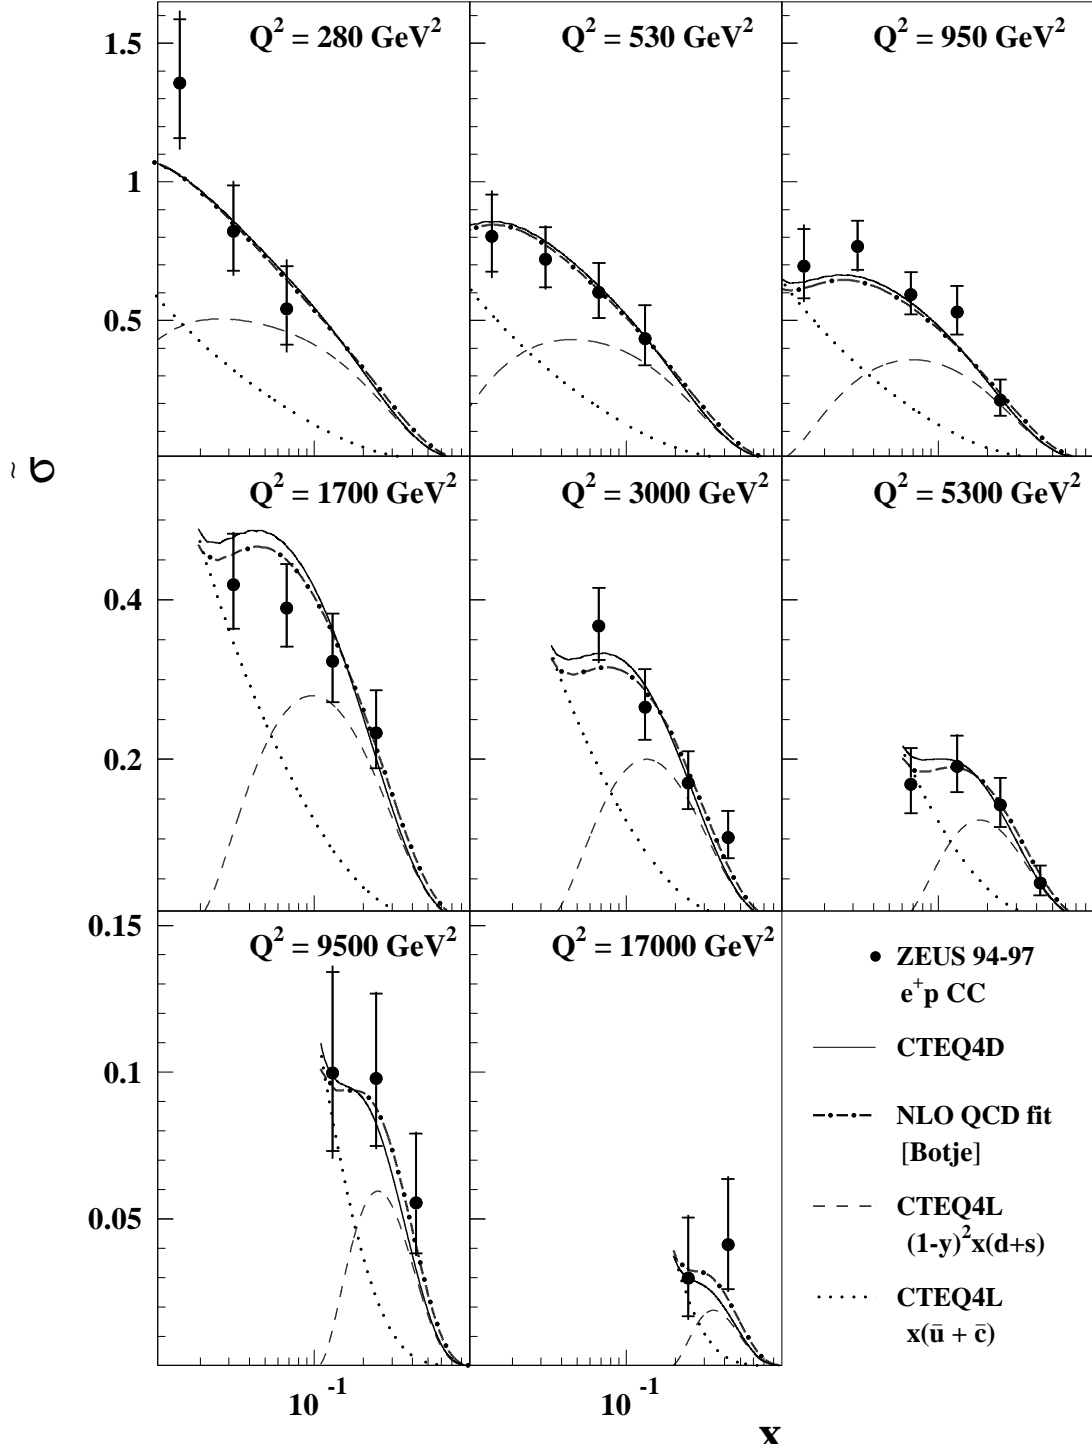 Q² = 280 GeV² Q² = 530 GeV² Q² = 950 GeV²
1.5
1
0.5
σ̃
Q² = 1700 GeV² Q² = 3000 GeV² Q² = 5300 GeV²
0.4
0.2
0.15
Q² = 9500 GeV² Q² = 17000 GeV²
0.1
0.05
ZEUS 94-97
e⁺p CC
CTEQ4D
NLO QCD fit
[Botje]
CTEQ4L
(1-y)²x(d+s)
CTEQ4L
x(ū + c̄)
10⁻¹ 10⁻¹
x